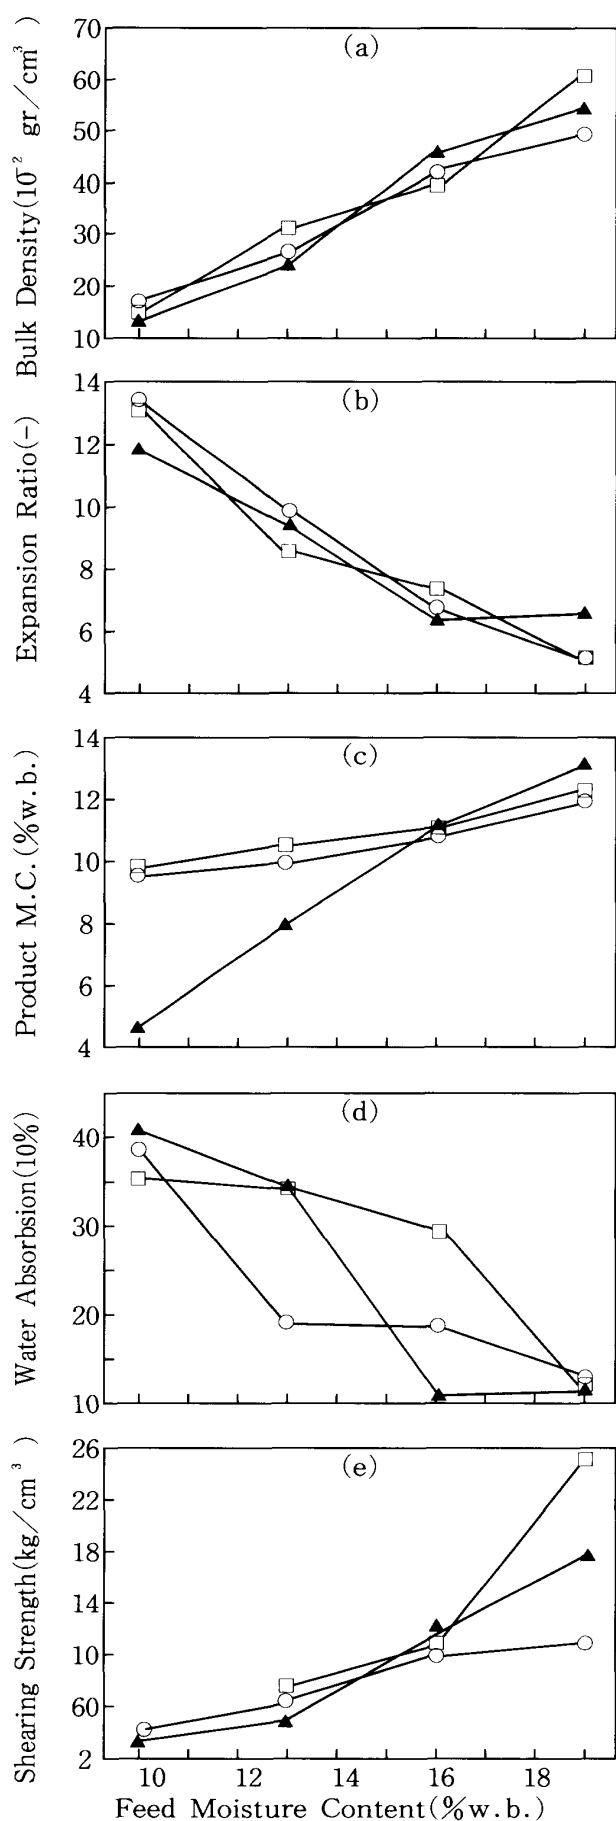 Bulk Density(10⁻² gr/cm³)
(a)
70
60
50
40
30
20
10
Expansion Ratio(-)
(b)
14
12
10
8
6
4
Product M.C.(%w.b.)
(c)
14
12
10
8
6
4
Water Absorbsion(10%)
(d)
40
30
20
10
Shearing Strength(kg/cm³)
(e)
26
22
18
14
10
60
2
10 12 14 16 18
Feed Moisture Content(%w.b.)